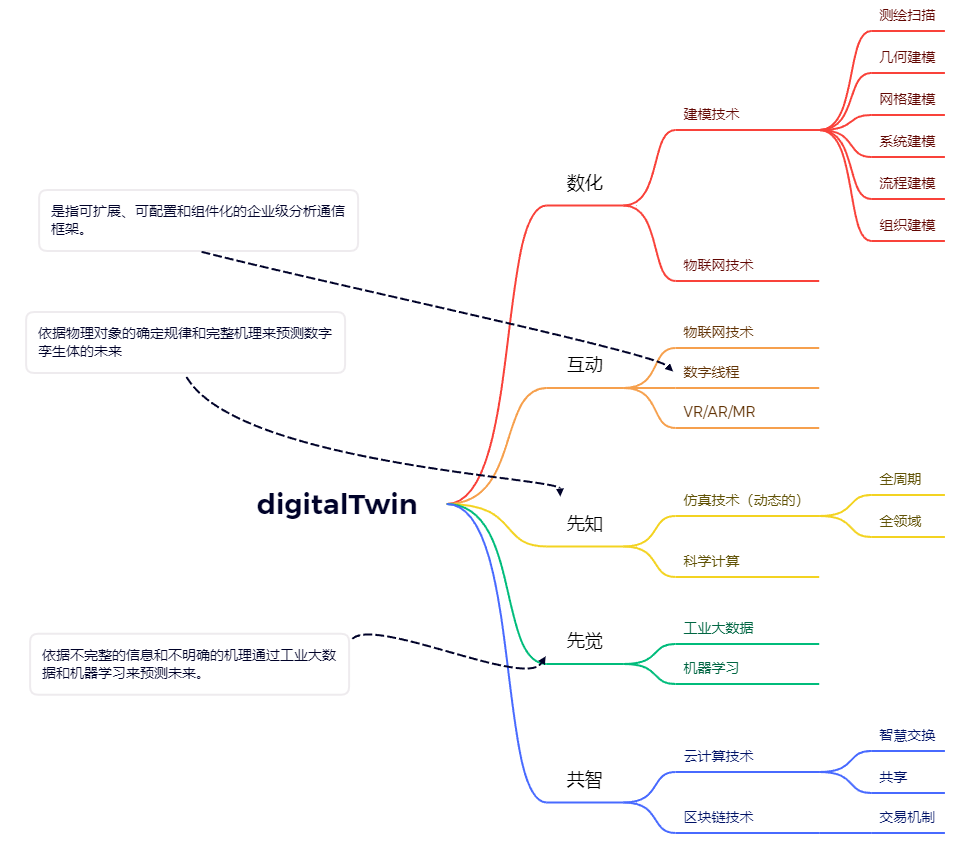 测绘扫描
几何建模
网格建模
建模技术
系统建模
流程建模
组织建模
数化
物联网技术
是指可扩展、可配置和组件化的企业级分析通信
框架。
物联网技术
互动
数字线程
VR/AR/MR
依据物理对象的确定规律和完整机理来预测数字
孪生体的未来
digitalTwin
先知
仿真技术（动态的）
全周期
全领域
科学计算
先觉
工业大数据
机器学习
依据不完整的信息和不明确的机理通过工业大数
据和机器学习来预测未来。
共智
云计算技术
智慧交换
共享
区块链技术
交易机制